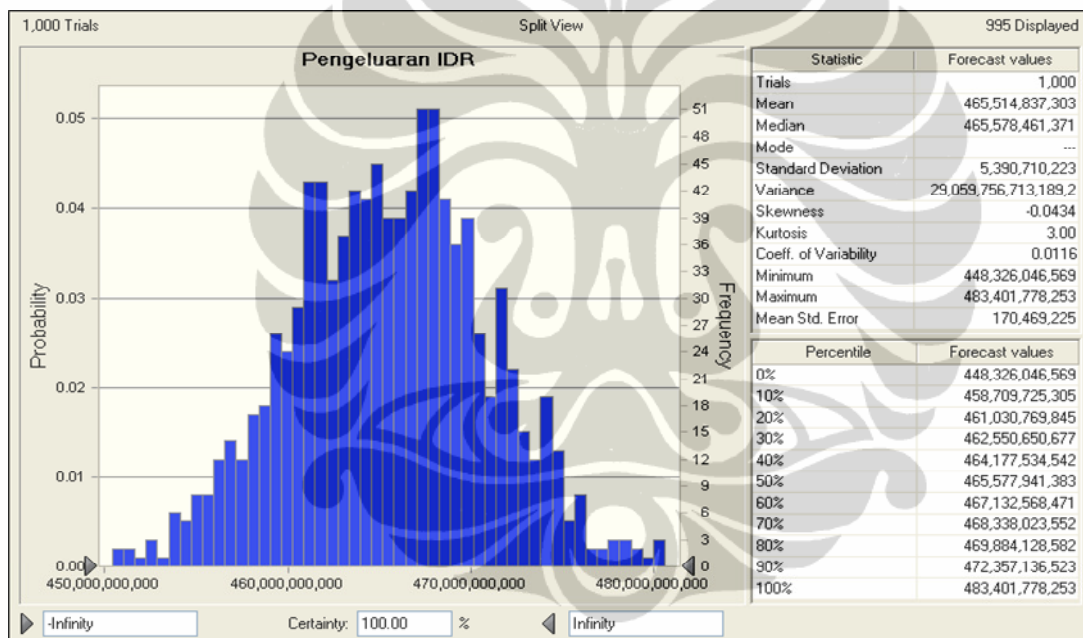 1,000 Trials Split View 995 Displayed
Pengeluaran IDR
Probability
0.05
0.04
0.03
0.02
0.01
0.00
51
48
45
42
39
36
33
30
27
24
21
18
15
12
9
6
3
0
Frequency
450,000,000,000 460,000,000,000 470,000,000,000 480,000,000,000
-Infinity Certainty: 100.00 % Infinity
Statistic Forecast values
Trials 1,000
Mean 465,514,837,303
Median 465,578,461,371
Mode ---
Standard Deviation 5,390,710,223
Variance 29,059,756,713,189,2
Skewness -0.0434
Kurtosis 3.00
Coeff. of Variability 0.0116
Minimum 448,326,046,569
Maximum 483,401,778,253
Mean Std. Error 170,469,225
Percentile Forecast values
0% 448,326,046,569
10% 458,709,725,305
20% 461,030,769,845
30% 462,550,650,677
40% 464,177,534,542
50% 465,577,941,383
60% 467,132,568,471
70% 468,338,023,552
80% 469,884,128,582
90% 472,357,136,523
100% 483,401,778,253